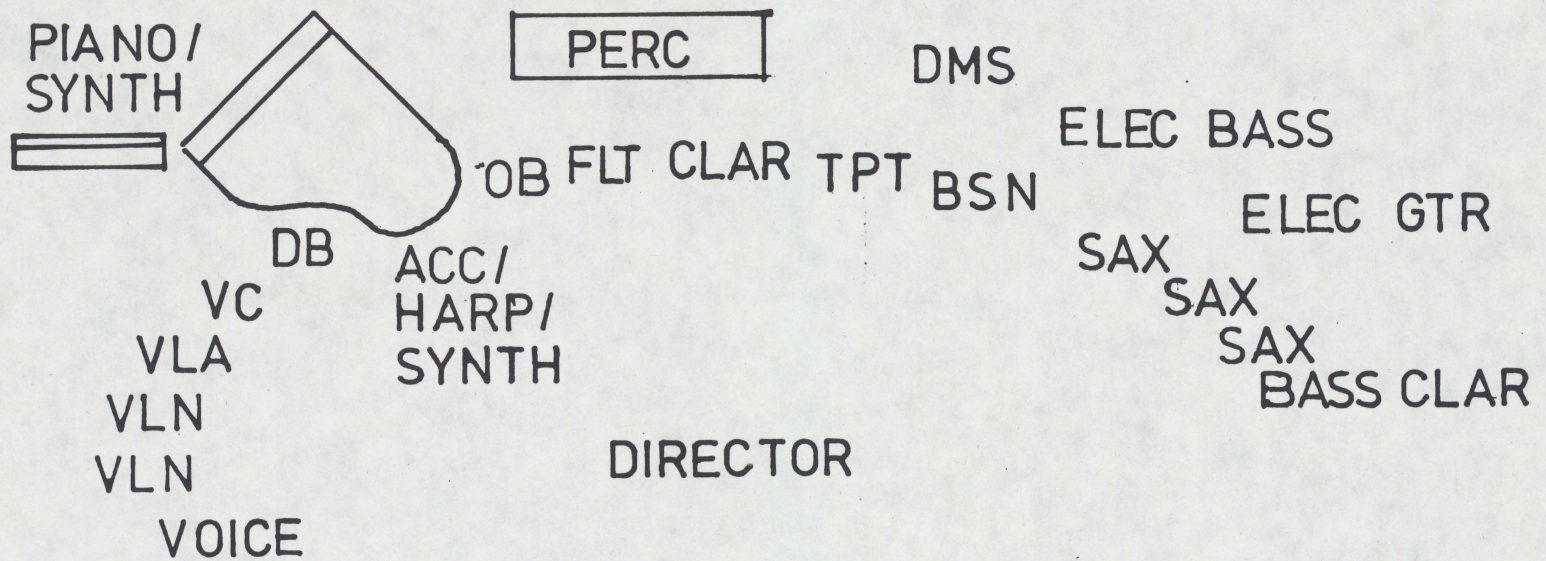 PIANO/
SYNTH
PERC
DMS
ELEC BASS
OB FLT CLAR TPT BSN
ELEC GTR
DB
ACC/
HARP/
SYNTH
SAX
SAX
SAX
BASS CLAR
VC
VLA
VLN
VLN
VOICE
DIRECTOR